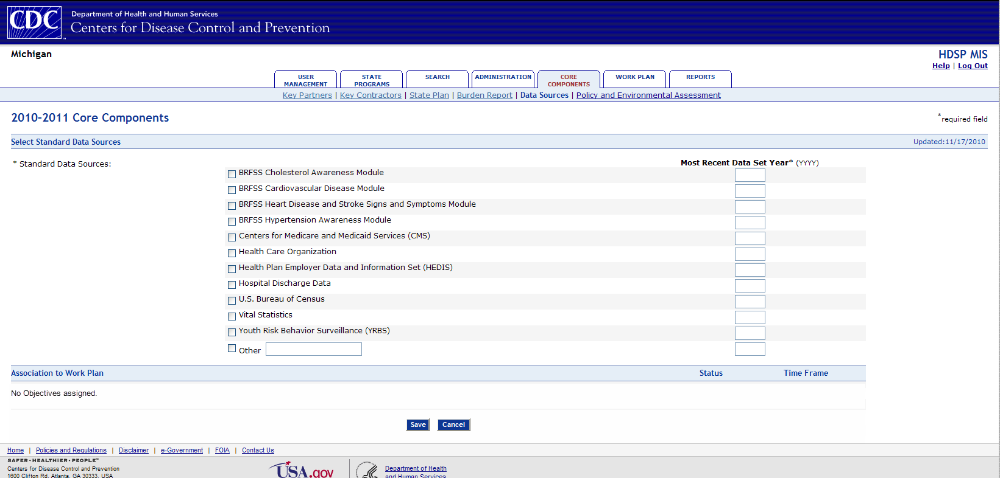 CDC
Department of Health and Human Services
Centers for Disease Control and Prevention
™
Michigan
HDSP MIS
Help | Log Out
USER MANAGEMENT
STATE PROGRAMS
SEARCH
ADMINISTRATION
CORE COMPONENTS
WORK PLAN
REPORTS
Key Partners | Key Contractors | State Plan | Burden Report | Data Sources | Policy and Environmental Assessment
2010-2011 Core Components
*required field
Select Standard Data Sources
Updated:11/17/2010
* Standard Data Sources:
Most Recent Data Set Year* (YYYY)
BRFSS Cholesterol Awareness Module
BRFSS Cardiovascular Disease Module
BRFSS Heart Disease and Stroke Signs and Symptoms Module
BRFSS Hypertension Awareness Module
Centers for Medicare and Medicaid Services (CMS)
Health Care Organization
Health Plan Employer Data and Information Set (HEDIS)
Hospital Discharge Data
U.S. Bureau of Census
Vital Statistics
Youth Risk Behavior Surveillance (YRBS)
Other
Association to Work Plan Status Time Frame
No Objectives assigned.
Save Cancel
Home | Policies and Regulations | Disclaimer | e-Government | FOIA | Contact Us
SAFER•HEALTHIER•PEOPLE™
Centers for Disease Control and Prevention
1600 Clifton Rd, Atlanta, GA 30333, USA
USA.gov
Department of Health
and Human Services